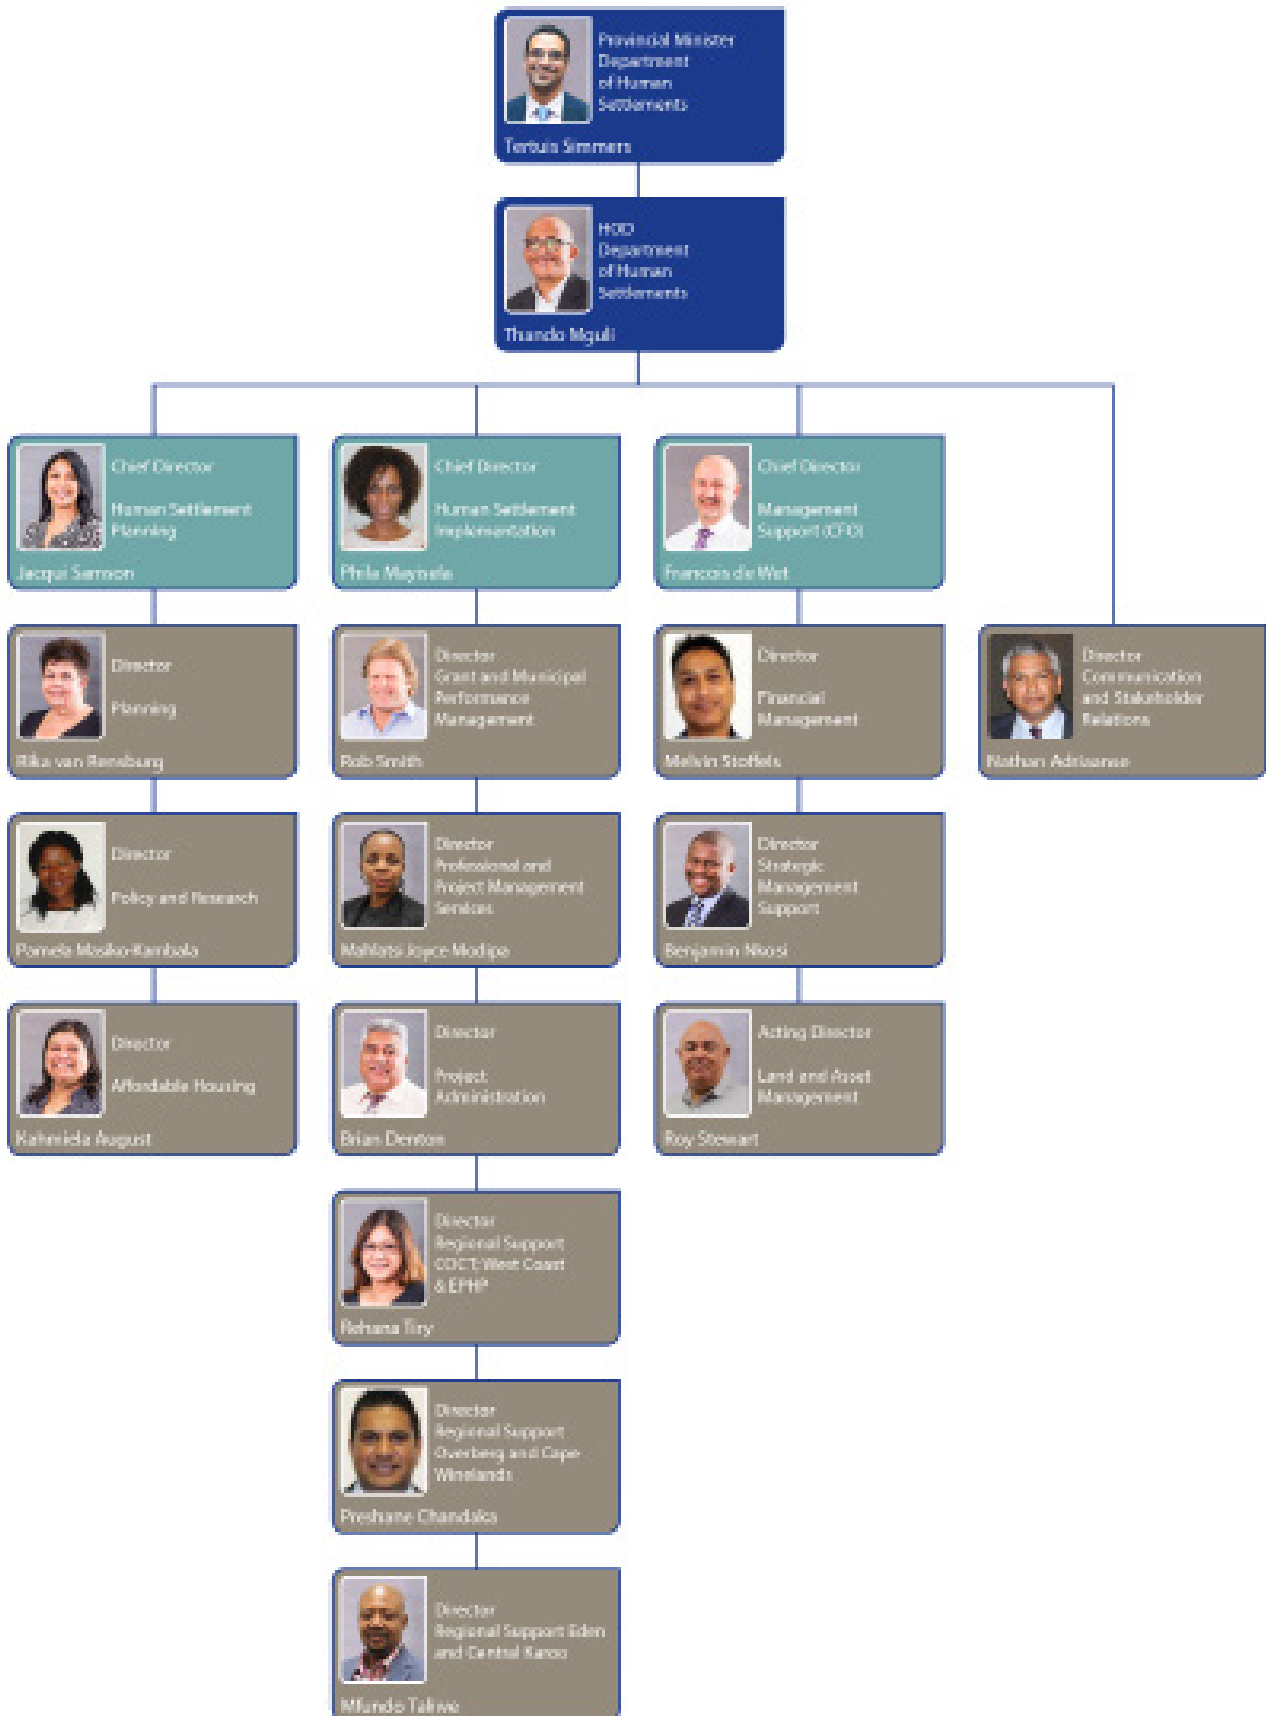 Provincial Minister
Department
of Human
Settlements
Tertuis Simmers
HOD
Department
of Human
Settlements
Thando Mguli
Chief Director
Human Settlement
Planning
Jacqui Samson
Chief Director
Human Settlement
Implementation
Phila Mayisela
Chief Director
Management
Support (CFO)
Francois de Wet
Director
Planning
Rika van Rensburg
Director
Grant and Municipal
Performance
Management
Rob Smith
Director
Financial
Management
Melvin Stoffels
Director
Communication
and Stakeholder
Relations
Nathan Adriaanse
Director
Policy and Research
Pamela Masiko-Kambala
Director
Professional and
Project Management
Services
Mahlatsi Joyce Modipa
Director
Strategic
Management
Support
Benjamin Nkosi
Director
Affordable Housing
Kahmiela August
Director
Project
Administration
Brian Denton
Acting Director
Land and Asset
Management
Roy Stewart
Director
Regional Support
COCT; West Coast
& EPHP
Rehana Tiry
Director
Regional Support
Overberg and Cape
Winelands
Preshane Chandaka
Director
Regional Support Eden
and Central Karoo
Mfundo Takwe